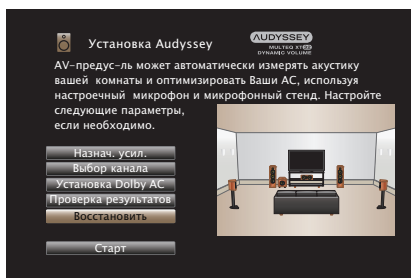 Установка Audyssey
AUDYSSEY
MULTEQ XT32
DYNAMIC VOLUME
AV-предус-ль может автоматически измерять акустику
вашей комнаты и оптимизировать Ваши АС, используя
настроечный микрофон и микрофонный стенд. Настройте
следующие параметры,
если необходимо.
Назнач. усил.
Выбор канала
Установка Dolby АС
Проверка результатов
Восстановить
Старт